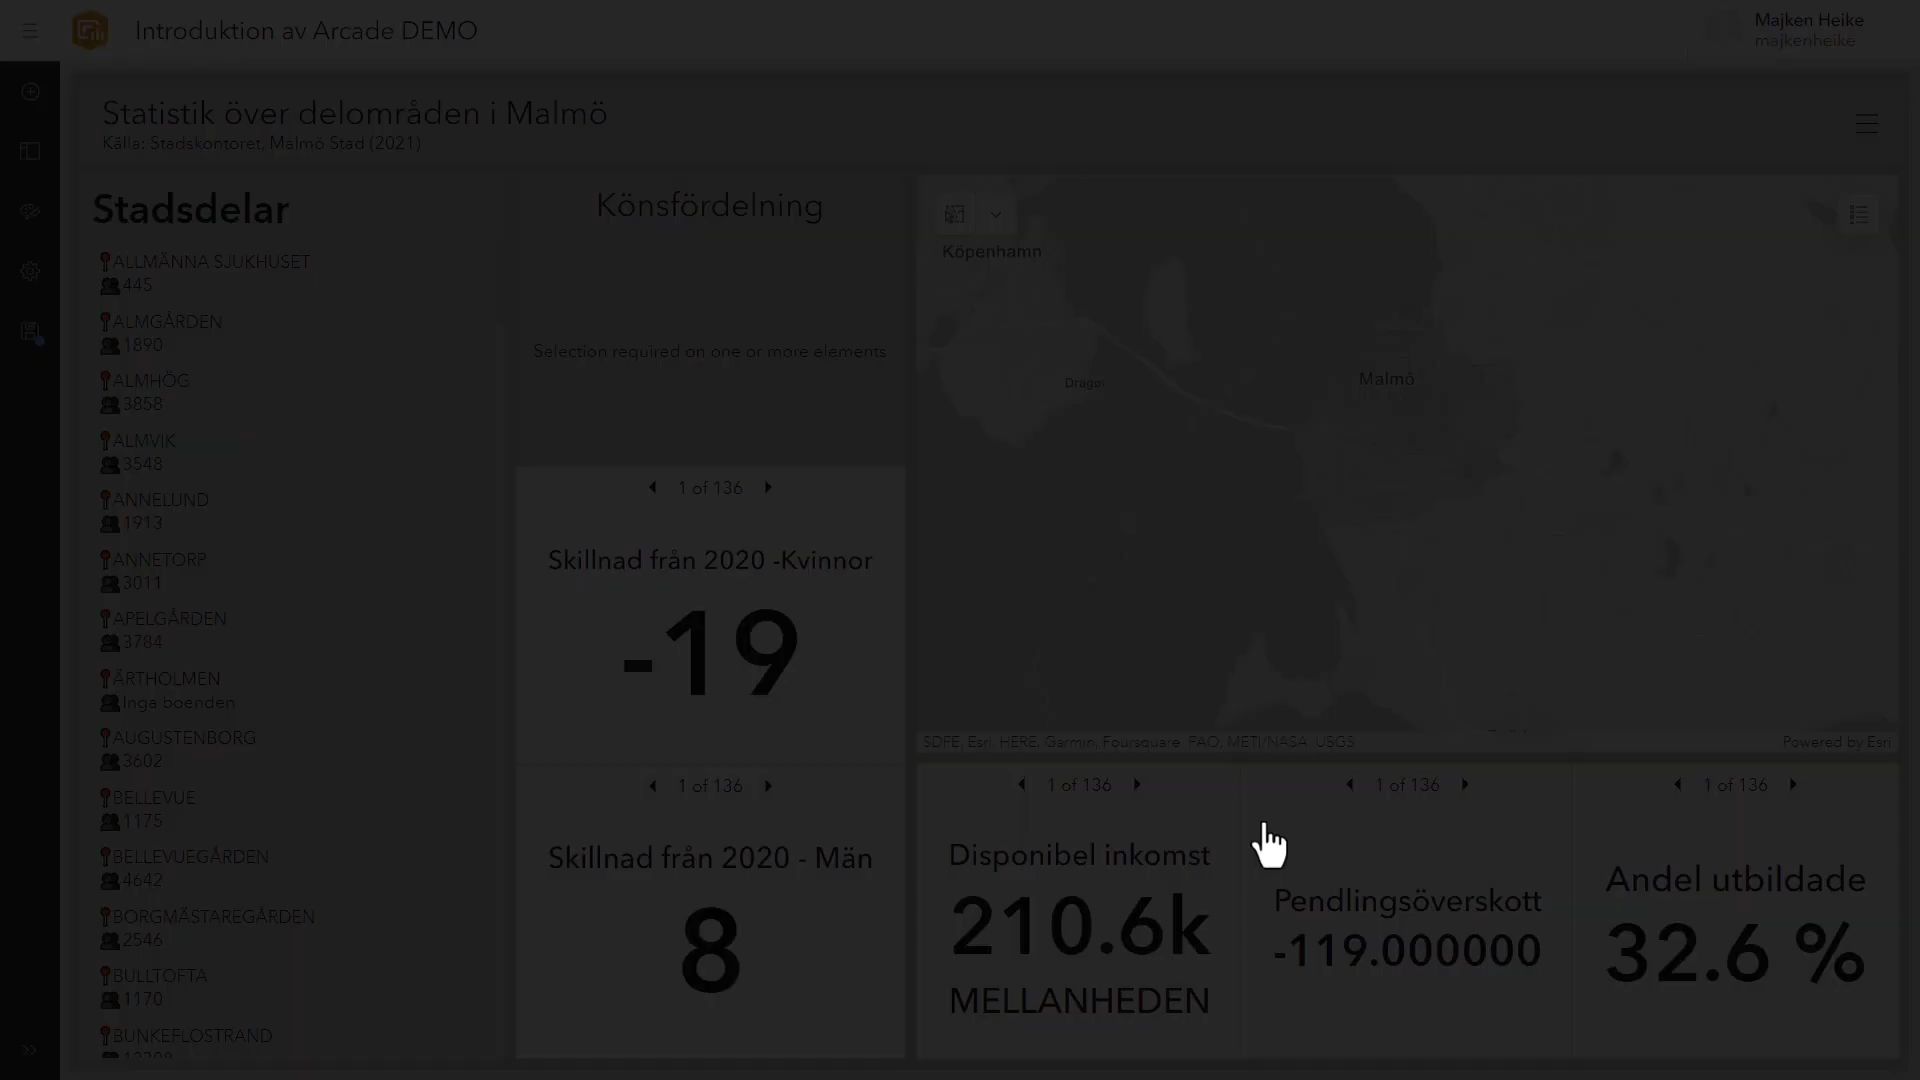 Introduktion av Arcade DEMO
Majken Heike
majkenheike
Statistik över delområden i Malmö
Källa: Stadskontoret, Malmö Stad (2021)
Stadsdelar
ALLMÄNNA SJUKHUSET
445
ALMGÅRDEN
1890
ALMHÖG
3858
ALMVIK
3548
ANNELUND
1913
ANNETORP
3011
APELGÅRDEN
3784
ÄRTHOLMEN
Inga boenden
AUGUSTENBORG
3602
BELLEVUE
1175
BELLEVUEGÅRDEN
4642
BORGMÄSTAREGÅRDEN
2546
BULLTOFTA
1170
BUNKEFLOSTRAND
Könsfördelning
Selection required on one or more elements
1 of 136
Skillnad från 2020 -Kvinnor
-19
1 of 136
Skillnad från 2020 - Män
8
Köpenhamn
Dragør
Malmö
SDFE, Esri, HERE, Garmin, Foursquare, FAO, METI/NASA, USGS
Powered by Esri
1 of 136
Disponibel inkomst
210.6k
MELLANHEDEN
1 of 136
Pendlingsöverskott
-119.000000
1 of 136
Andel utbildade
32.6 %